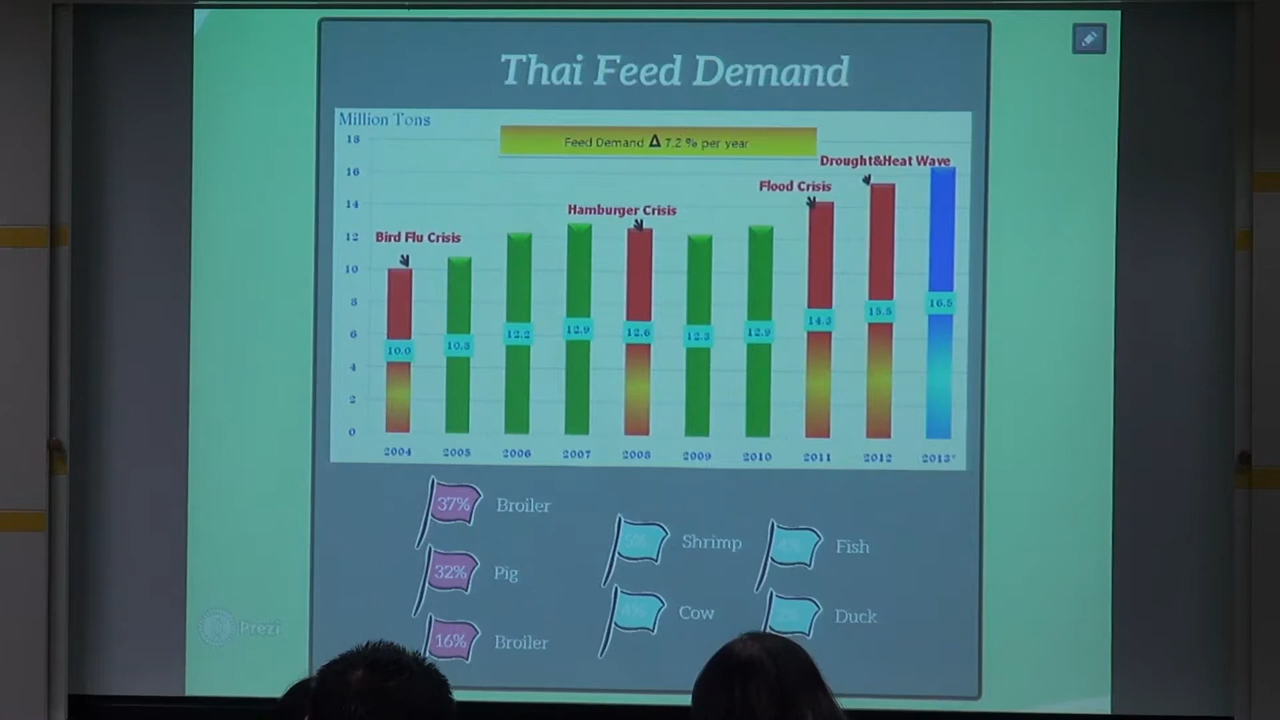 Thai Feed Demand
Million Tons
Feed Demand Δ 7.2 % per year
18
16
14
12
10
8
6
4
2
0
Drought&Heat Wave
Flood Crisis
Hamburger Crisis
Bird Flu Crisis
10.0
12.2
12.9
12.6
12.3
12.9
14.3
15.5
16.5
2004
2005
2006
2007
2008
2009
2010
2011
2012
2013*
37% Broiler
32% Pig
16% Broiler
Shrimp
Cow
Fish
Duck
Prezi